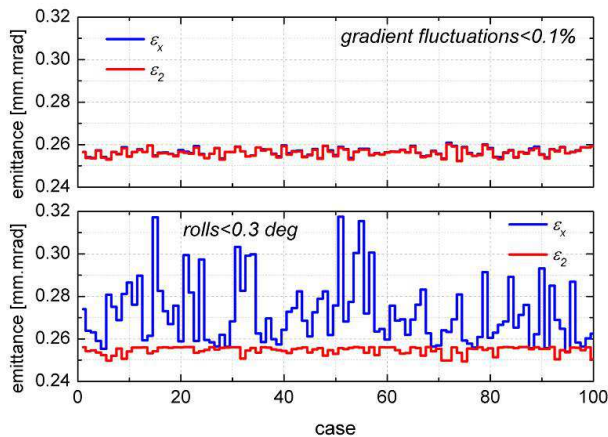 εx
ε2
gradient fluctuations<0.1%
emittance [mm.mrad]
0.32
0.30
0.28
0.26
0.24
rolls<0.3 deg
εx
ε2
emittance [mm.mrad]
0.32
0.30
0.28
0.26
0.24
0 20 40 60 80 100
case